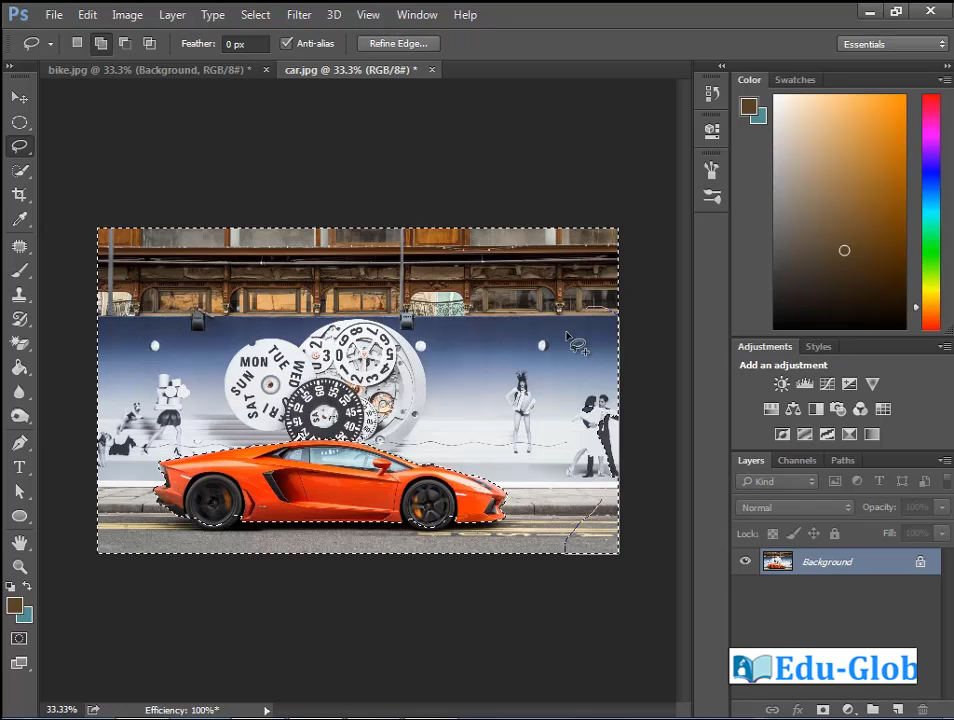 Ps File Edit Image Layer Type Select Filter 3D View Window Help
Feather: 0 px Anti-alias Refine Edge... Essentials
bike.jpg @ 33.3% (Background, RGB/8#) * × car.jpg @ 33.3% (RGB/8#) * ×
Color Swatches
MON TUE WED
SUN SAT FRI
Adjustments Styles
Add an adjustment
Layers Channels Paths
Kind
Normal Opacity: 100%
Lock: Fill: 100%
Background
Edu-Glob
33.33% Efficiency: 100%*